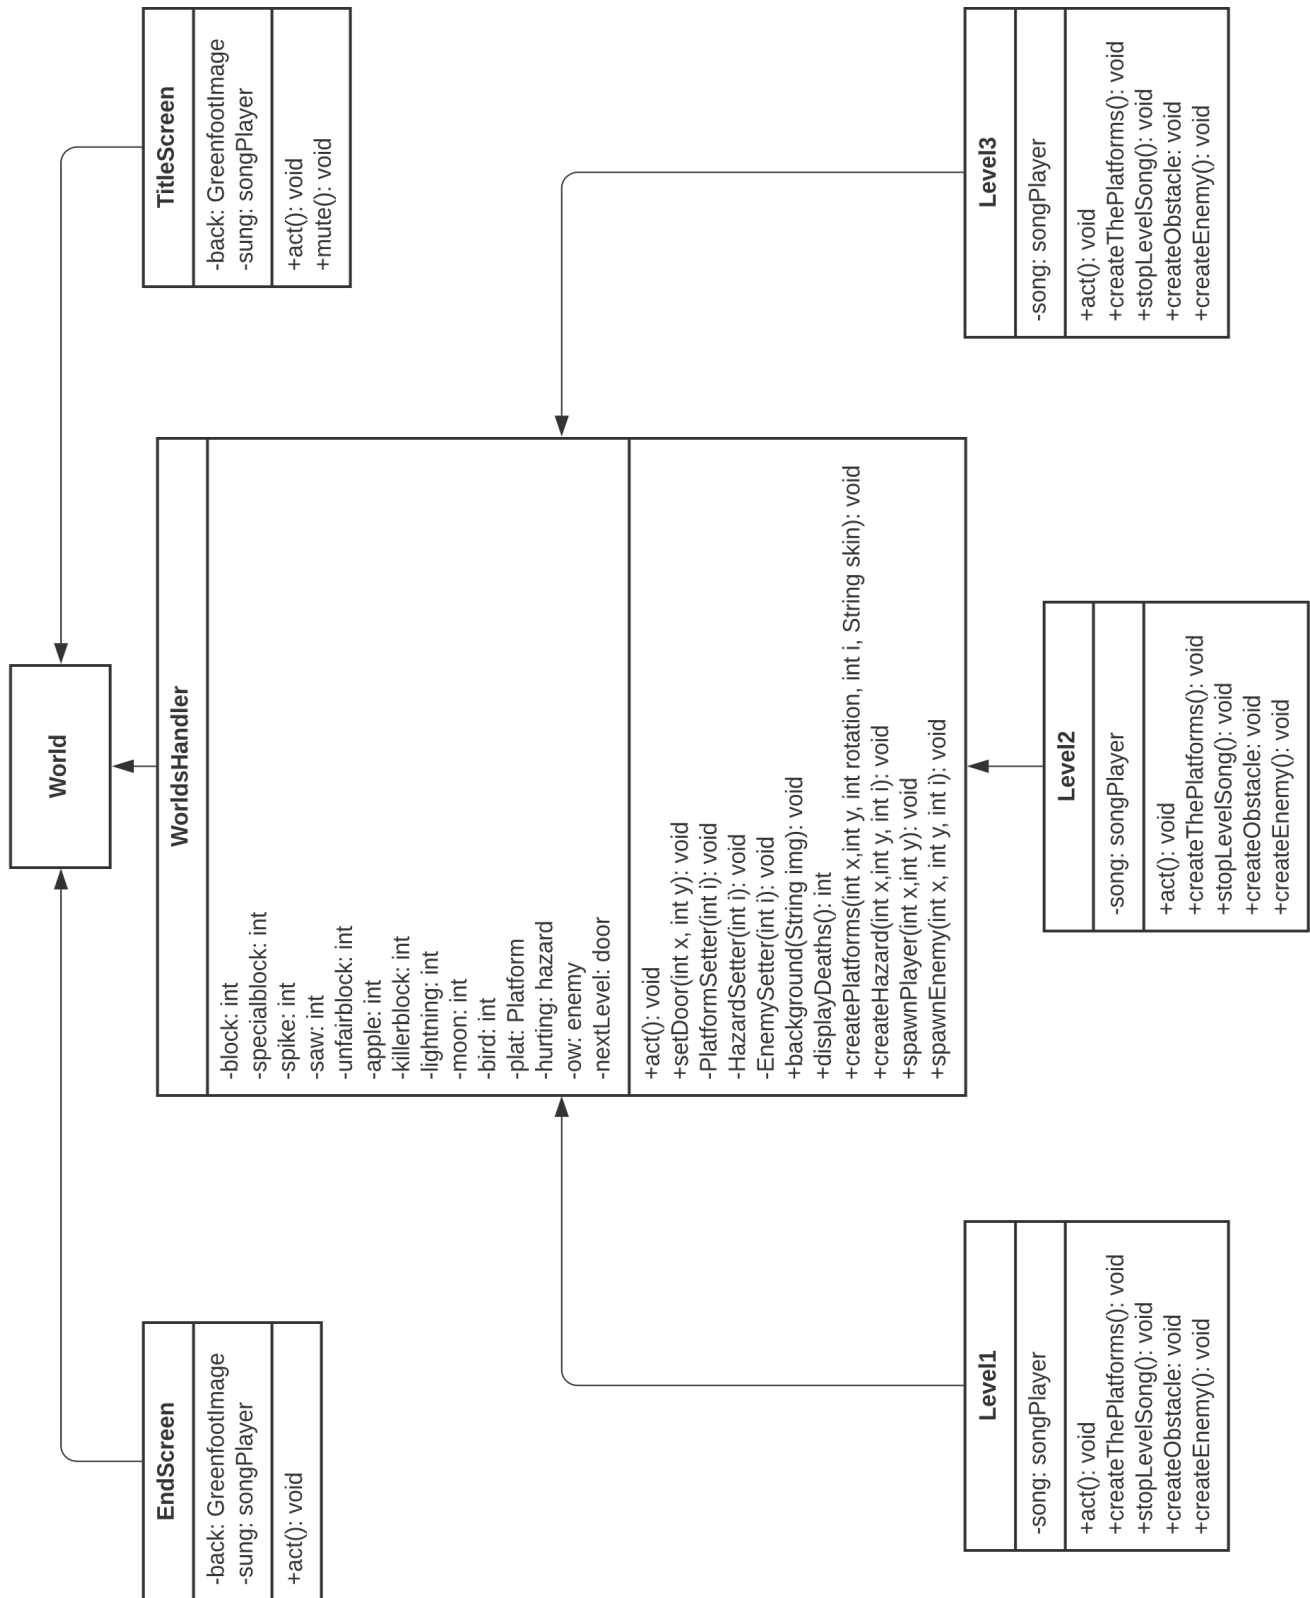 World
EndScreen
-back: GreenfootImage
-sung: songPlayer
+act(): void
WorldsHandler
-block: int
-specialblock: int
-spike: int
-saw: int
-unfairblock: int
-apple: int
-killerblock: int
-lightning: int
-moon: int
-bird: int
-plat: Platform
-hurting: hazard
-ow: enemy
-nextLevel: door
+act(): void
+setDoor(int x, int y): void
-PlatformSetter(int i): void
-HazardSetter(int i): void
-EnemySetter(int i): void
+background(String img): void
+displayDeaths(): int
+createPlatforms(int x,int y, int rotation, int i, String skin): void
+createHazard(int x,int y, int i): void
+spawnPlayer(int x,int y): void
+spawnEnemy(int x, int y, int i): void
TitleScreen
-back: GreenfootImage
-sung: songPlayer
+act(): void
+mute(): void
Level1
-song: songPlayer
+act(): void
+createThePlatforms(): void
+stopLevelSong(): void
+createObstacle: void
+createEnemy(): void
Level2
-song: songPlayer
+act(): void
+createThePlatforms(): void
+stopLevelSong(): void
+createObstacle: void
+createEnemy(): void
Level3
-song: songPlayer
+act(): void
+createThePlatforms(): void
+stopLevelSong(): void
+createObstacle: void
+createEnemy(): void